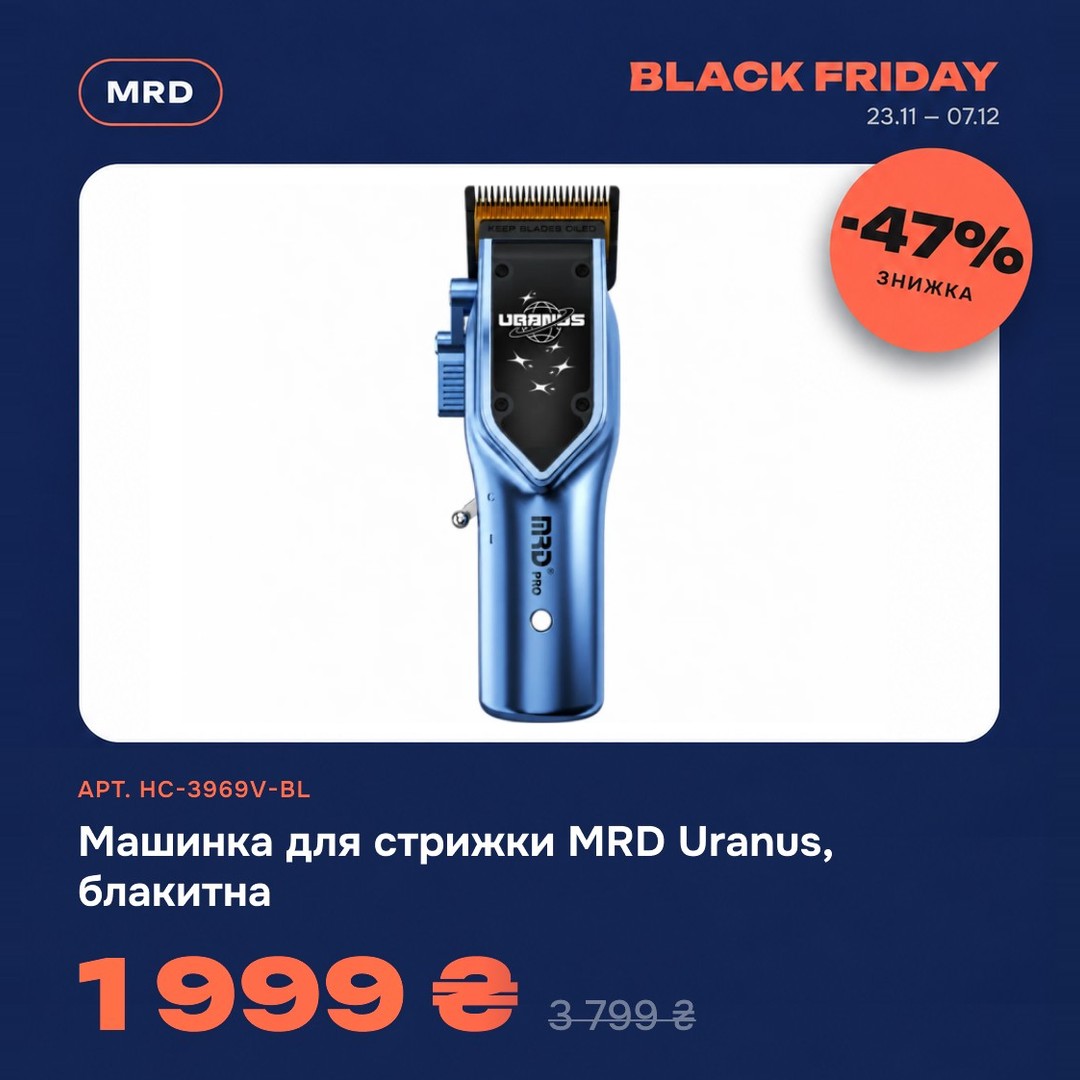 MRD
BLACK FRIDAY
23.11 – 07.12
-47%
ЗНИЖКА
KEEP BLADES OILED
URANUS
MRD®
PRO
АРТ. HC-3969V-BL
Машинка для стрижки MRD Uranus,
блакитна
1 999 ₴
3 799 ₴